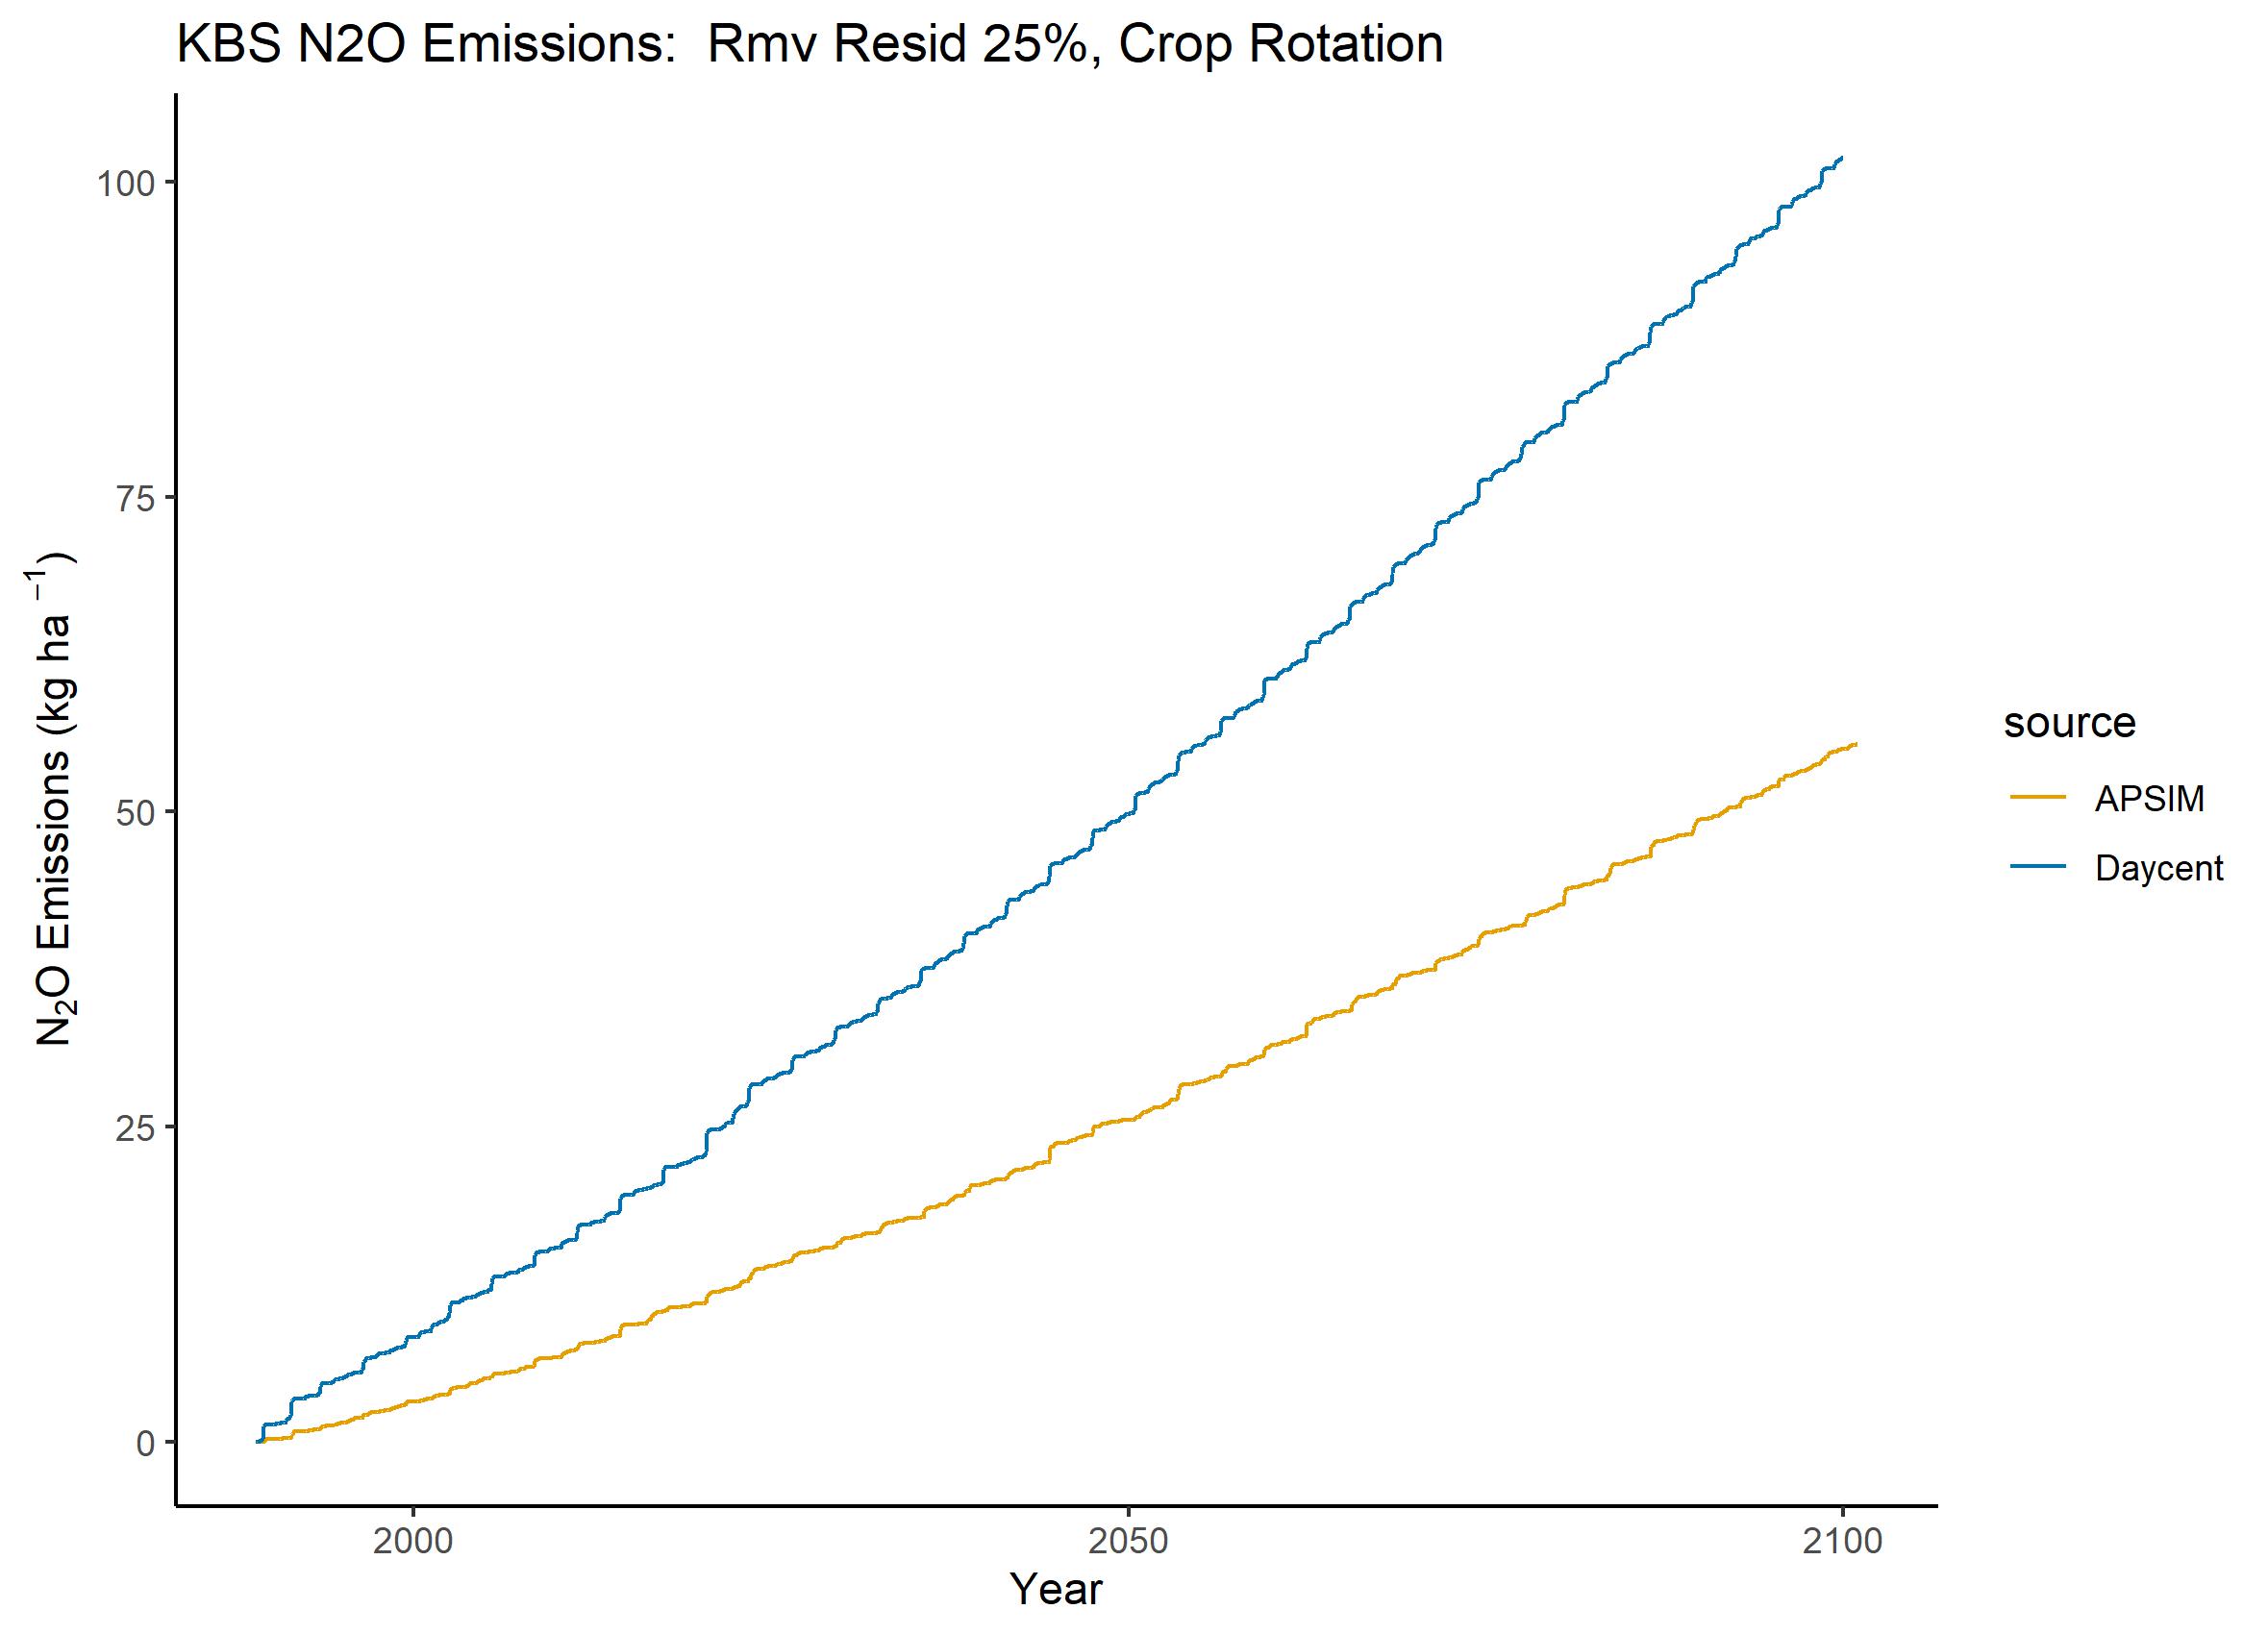 KBS N2O Emissions:  Rmv Resid 25%, Crop Rotation
N₂O Emissions (kg ha ⁻¹)
100
75
50
25
0
2000 2050 2100
Year
source
APSIM
Daycent